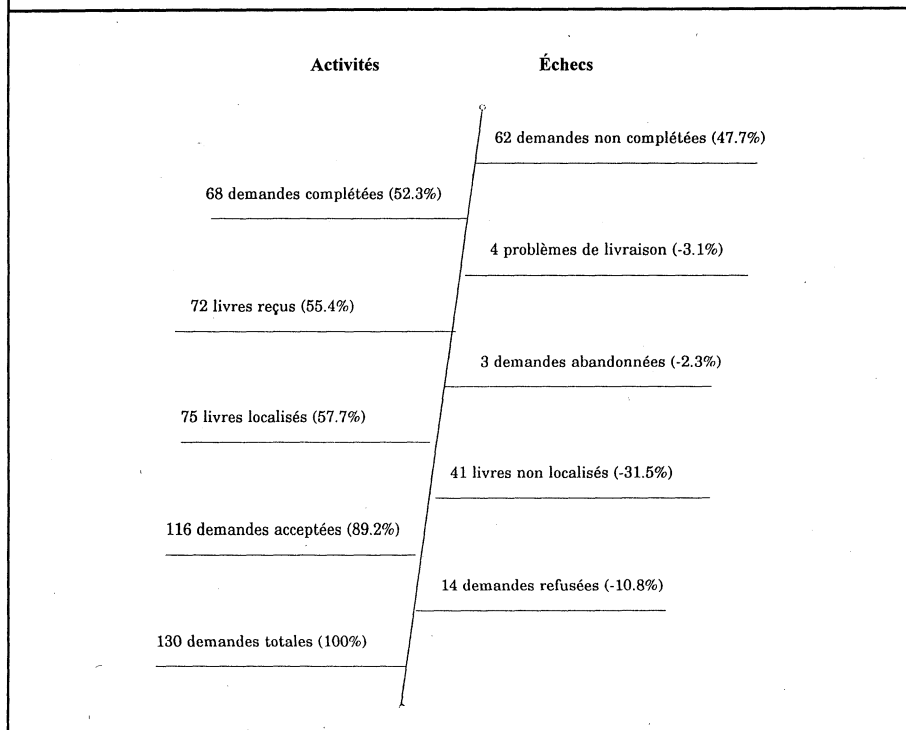 Activités
Échecs
62 demandes non complétées (47.7%)
68 demandes complétées (52.3%)
4 problèmes de livraison (-3.1%)
72 livres reçus (55.4%)
3 demandes abandonnées (-2.3%)
75 livres localisés (57.7%)
41 livres non localisés (-31.5%)
116 demandes acceptées (89.2%)
14 demandes refusées (-10.8%)
130 demandes totales (100%)